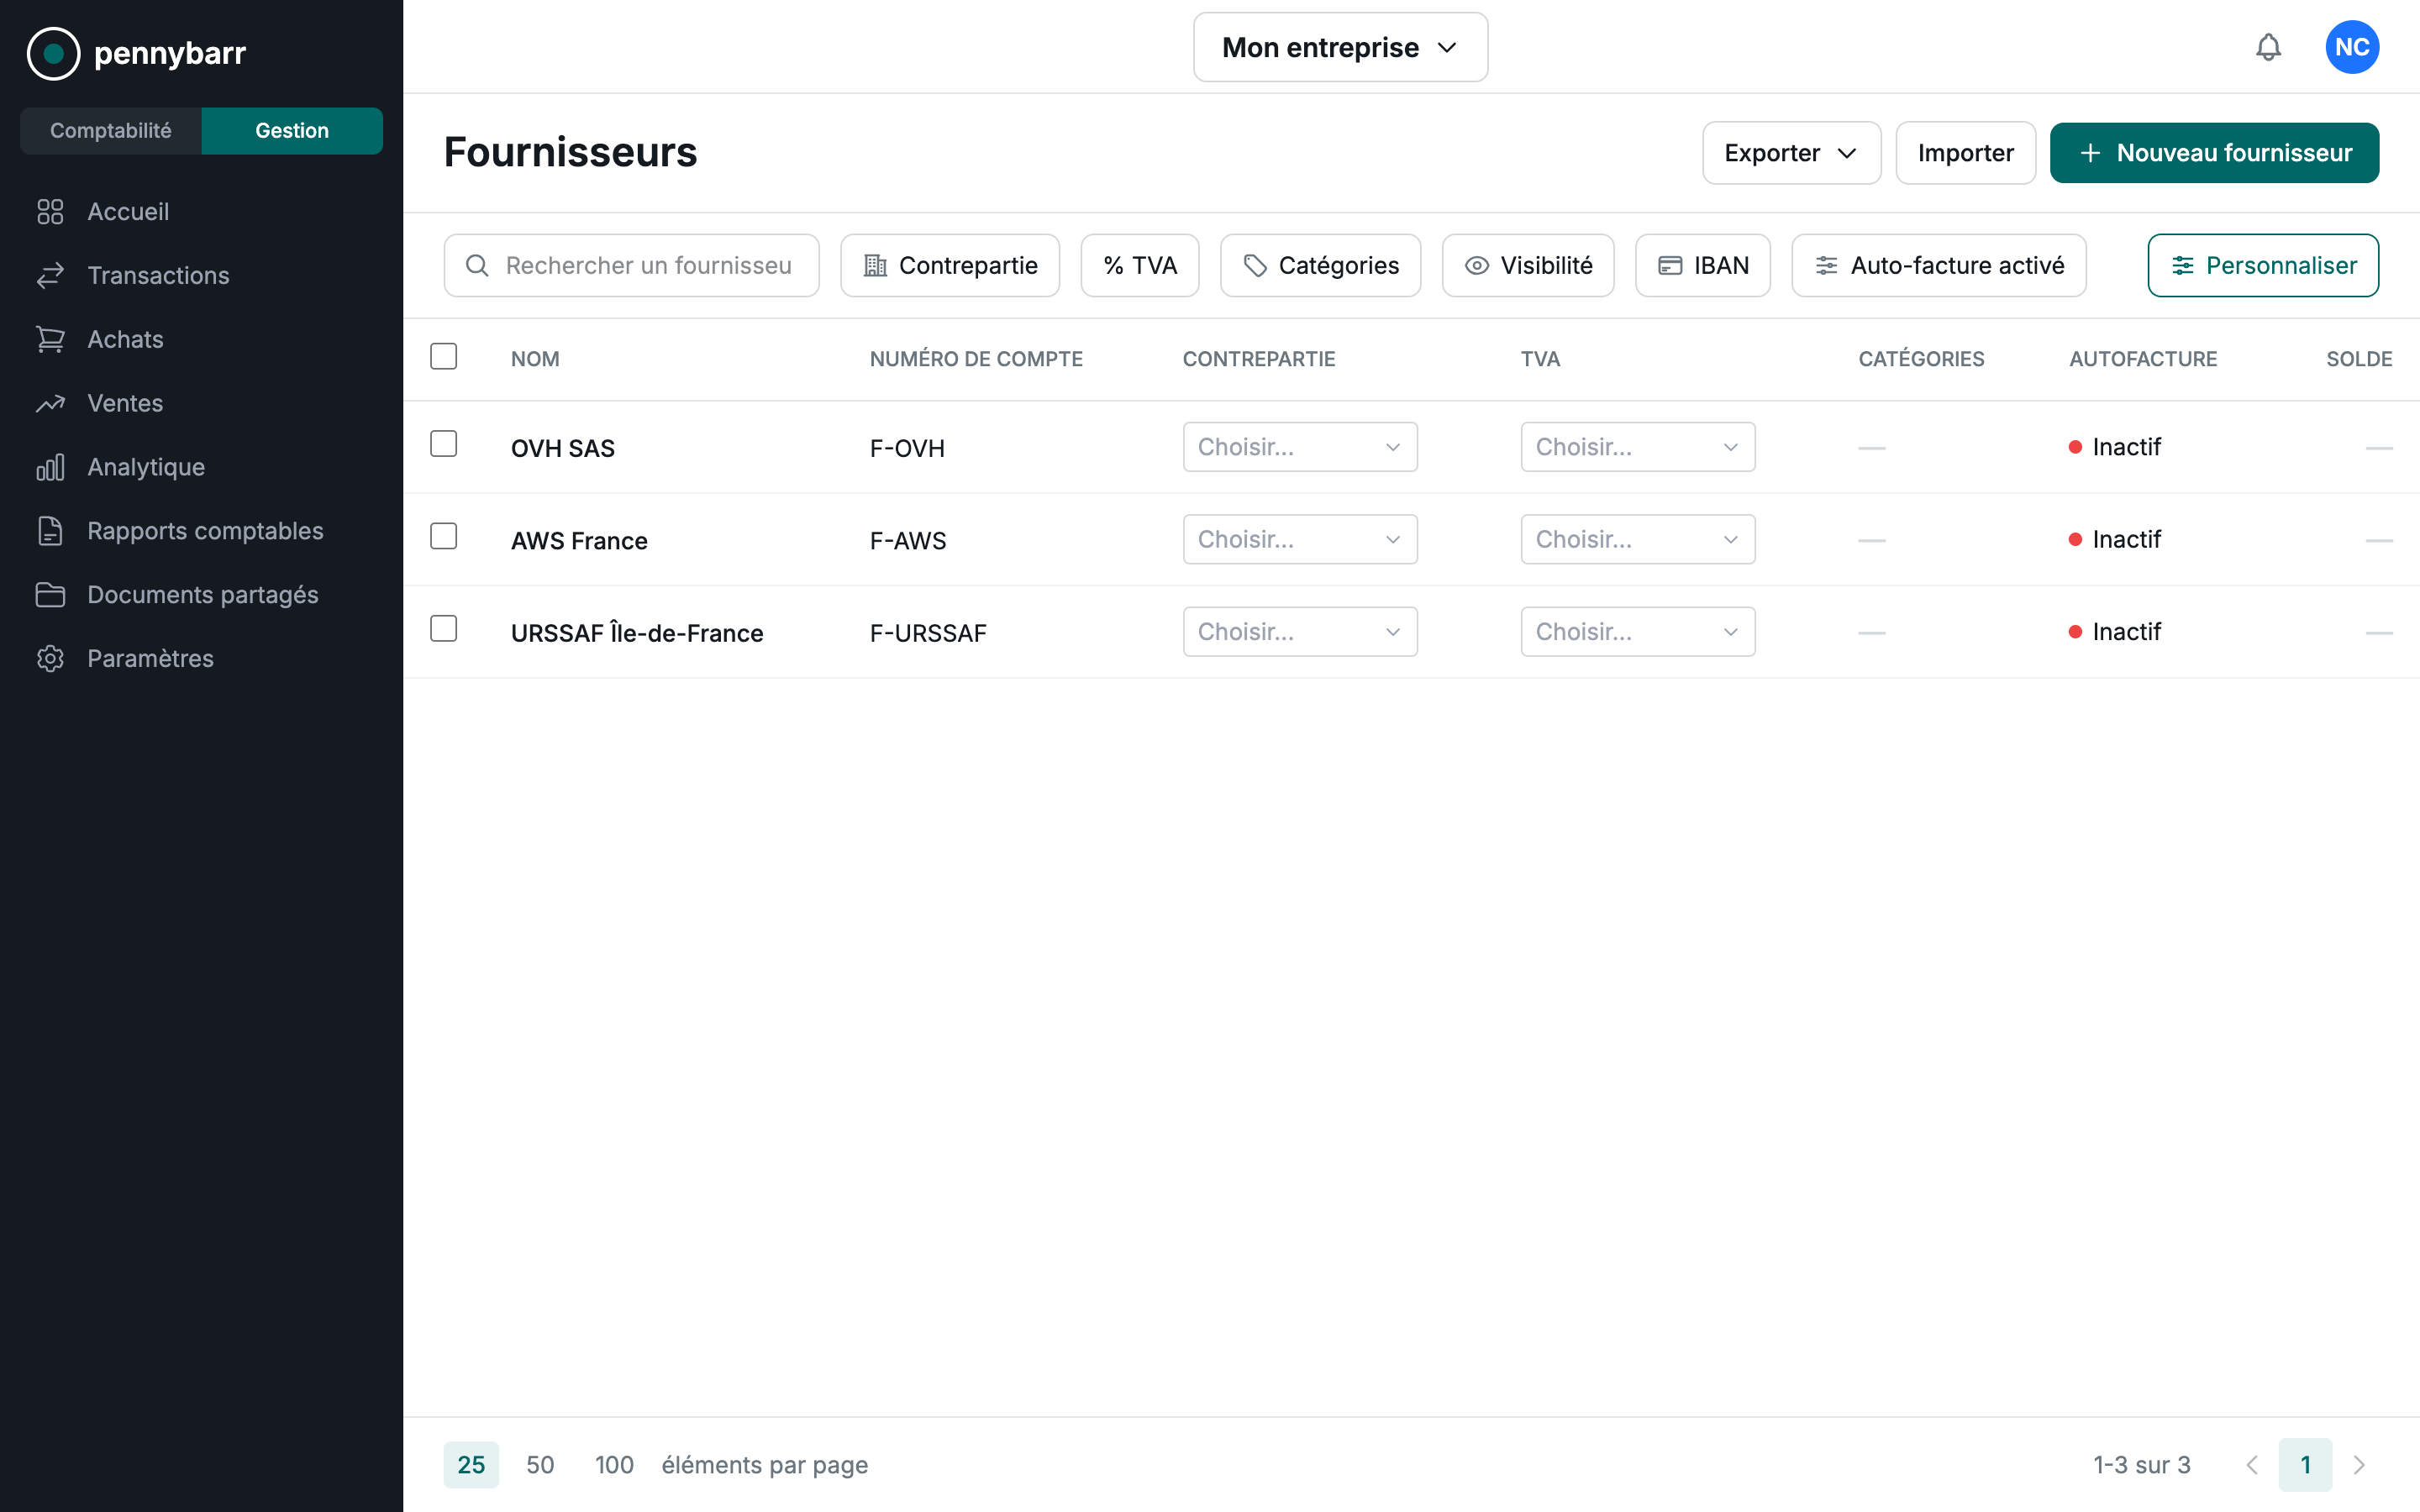 pennybarr
Comptabilité
Gestion
Accueil
Transactions
Achats
Ventes
Analytique
Rapports comptables
Documents partagés
Paramètres
Mon entreprise
NC
Fournisseurs
Exporter
Importer
Nouveau fournisseur
Rechercher un fournisseu
Contrepartie
% TVA
Catégories
Visibilité
IBAN
Auto-facture activé
Personnaliser
NOM NUMÉRO DE COMPTE CONTREPARTIE TVA CATÉGORIES AUTOFACTURE SOLDE
OVH SAS F-OVH Choisir... Choisir... — Inactif —
AWS France F-AWS Choisir... Choisir... — Inactif —
URSSAF Île-de-France F-URSSAF Choisir... Choisir... — Inactif —
25 50 100 éléments par page
1-3 sur 3
1